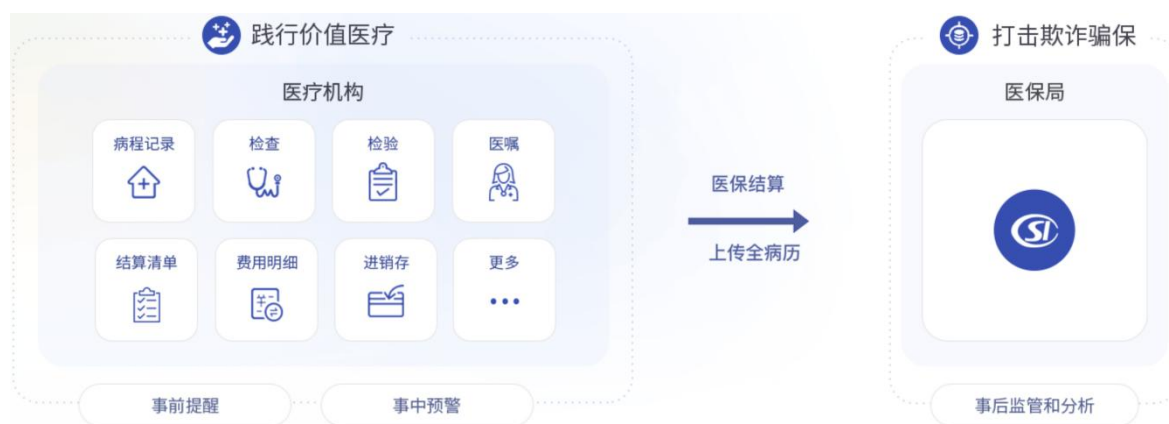 践行价值医疗
打击欺诈骗保
医疗机构
医保局
病程记录
检查
检验
医嘱
结算清单
费用明细
进销存
更多
医保结算
上传全病历
事前提醒
事中预警
事后监管和分析